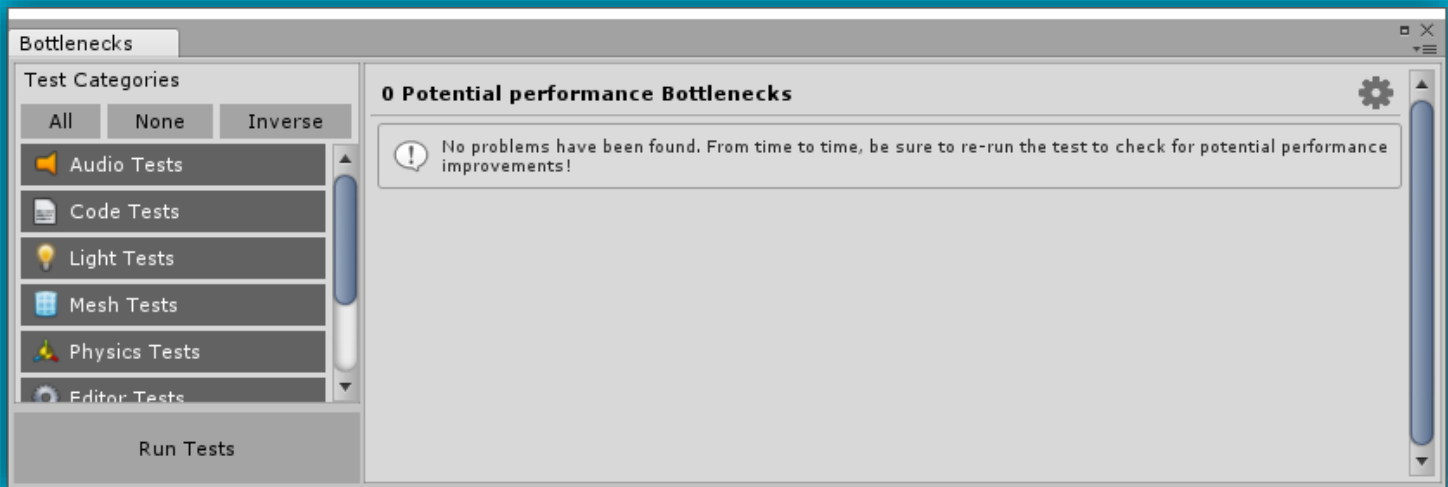 Bottlenecks
Test Categories
All None Inverse
Audio Tests
Code Tests
Light Tests
Mesh Tests
Physics Tests
Editor Tests
Run Tests
0 Potential performance Bottlenecks
No problems have been found. From time to time, be sure to re-run the test to check for potential performance
improvements!